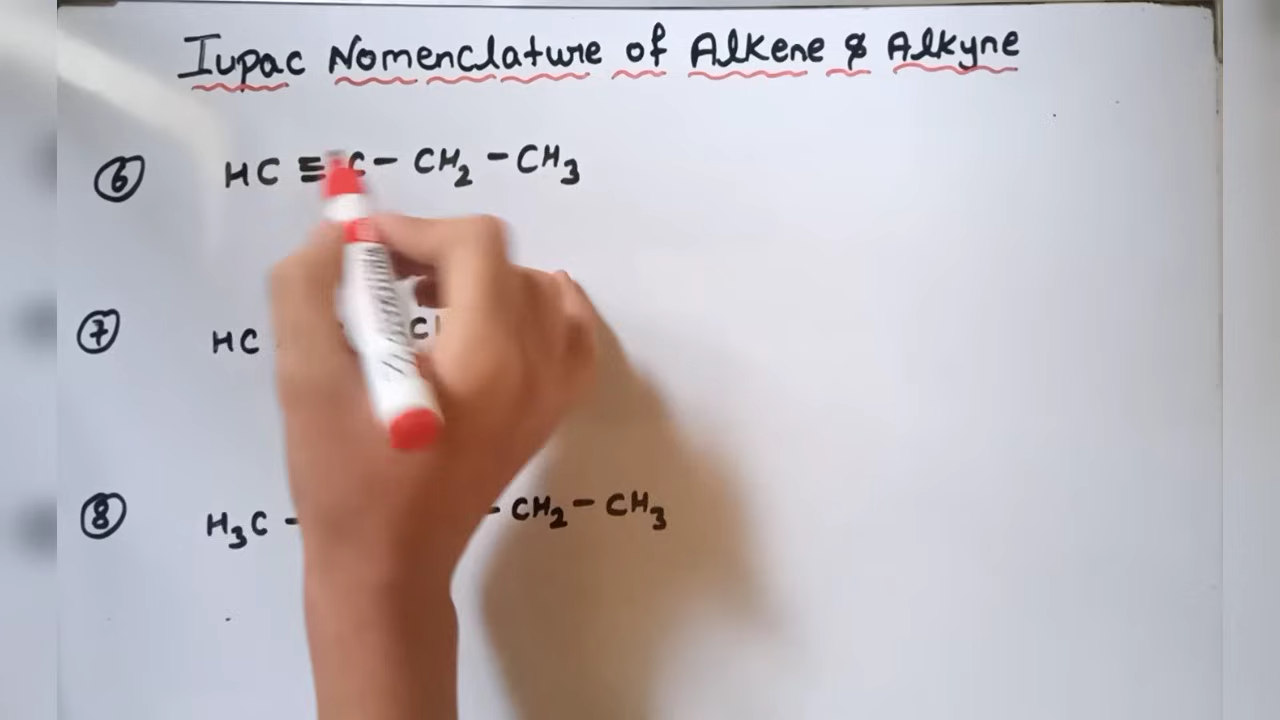 Iupac Nomenclature of Alkene & Alkyne
6 HC ≡ C - CH₂ - CH₃
7 HC
8 H₃C - - CH₂ - CH₃